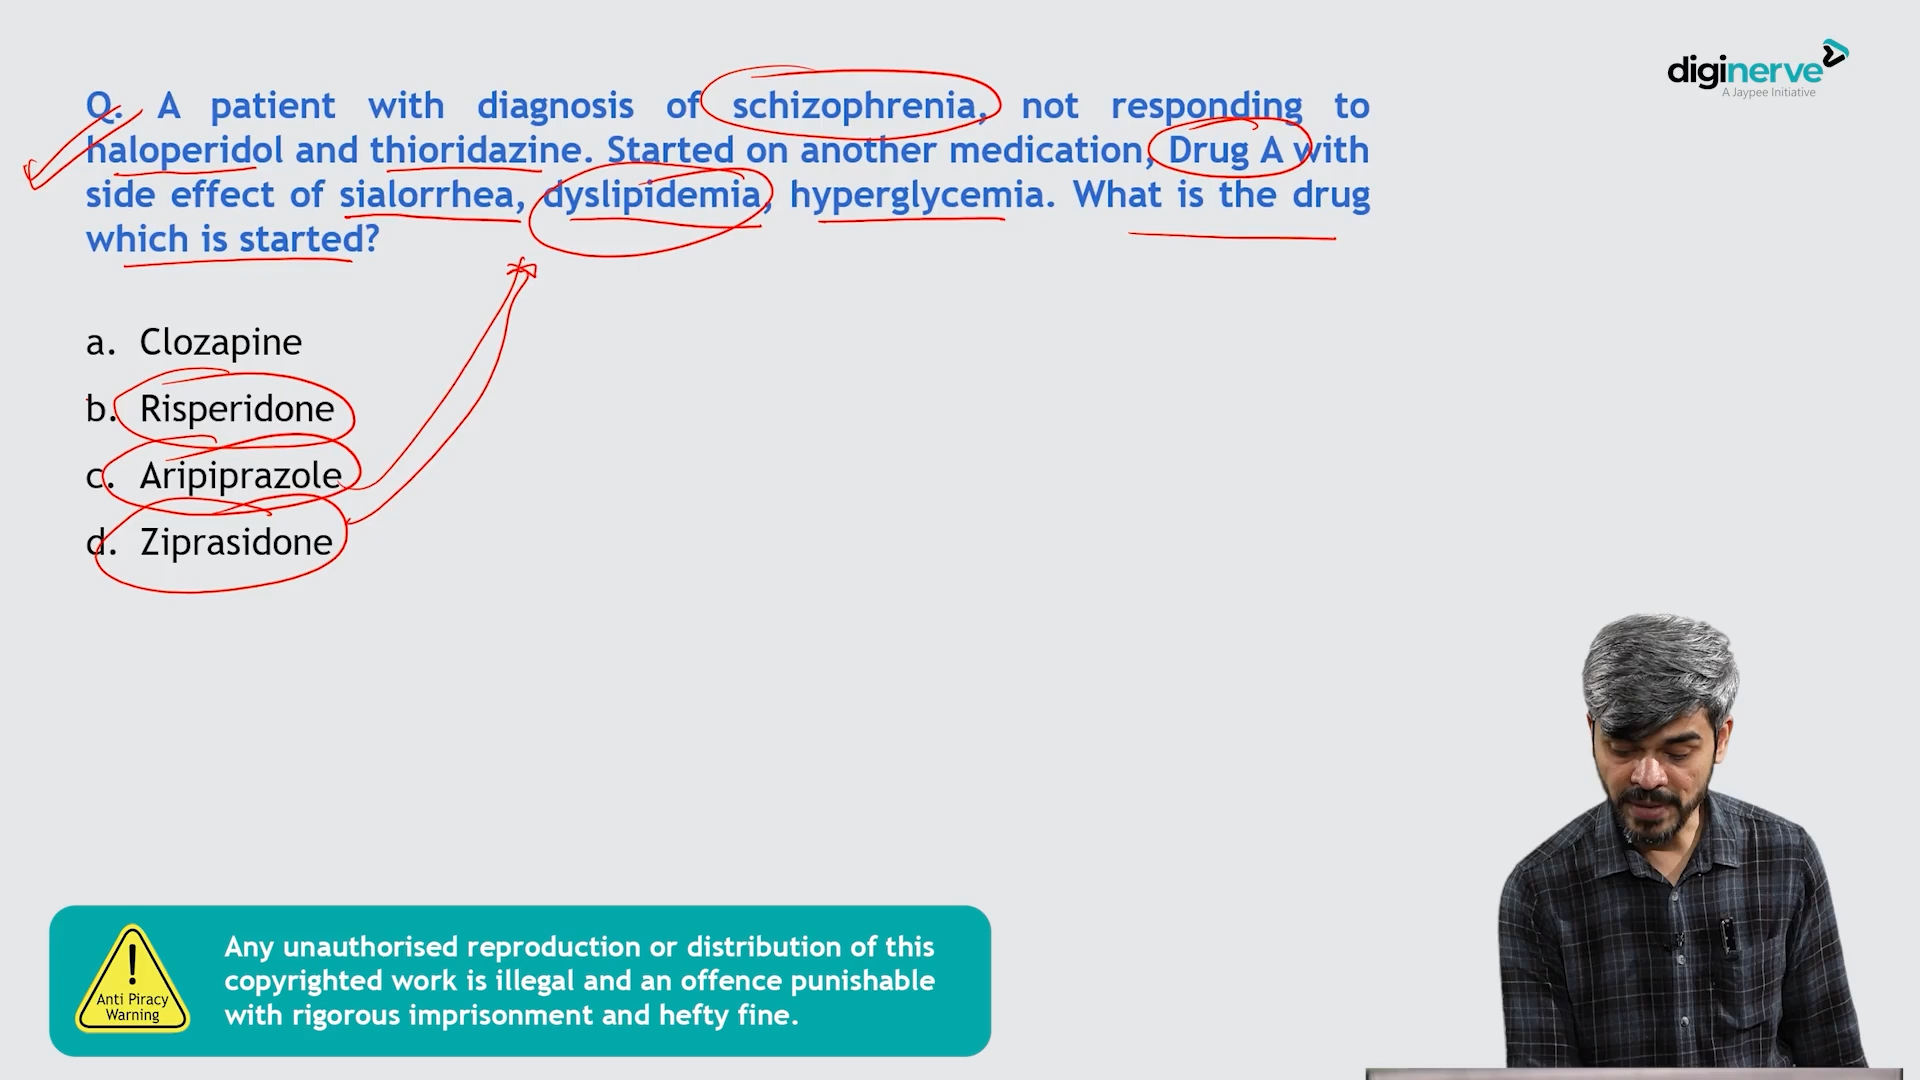 diginerve
A Jaypee Initiative
Q. A patient with diagnosis of schizophrenia, not responding to
haloperidol and thioridazine. Started on another medication, Drug A with
side effect of sialorrhea, dyslipidemia, hyperglycemia. What is the drug
which is started?
a. Clozapine
b. Risperidone
c. Aripiprazole
d. Ziprasidone
Anti Piracy
Warning
Any unauthorised reproduction or distribution of this
copyrighted work is illegal and an offence punishable
with rigorous imprisonment and hefty fine.